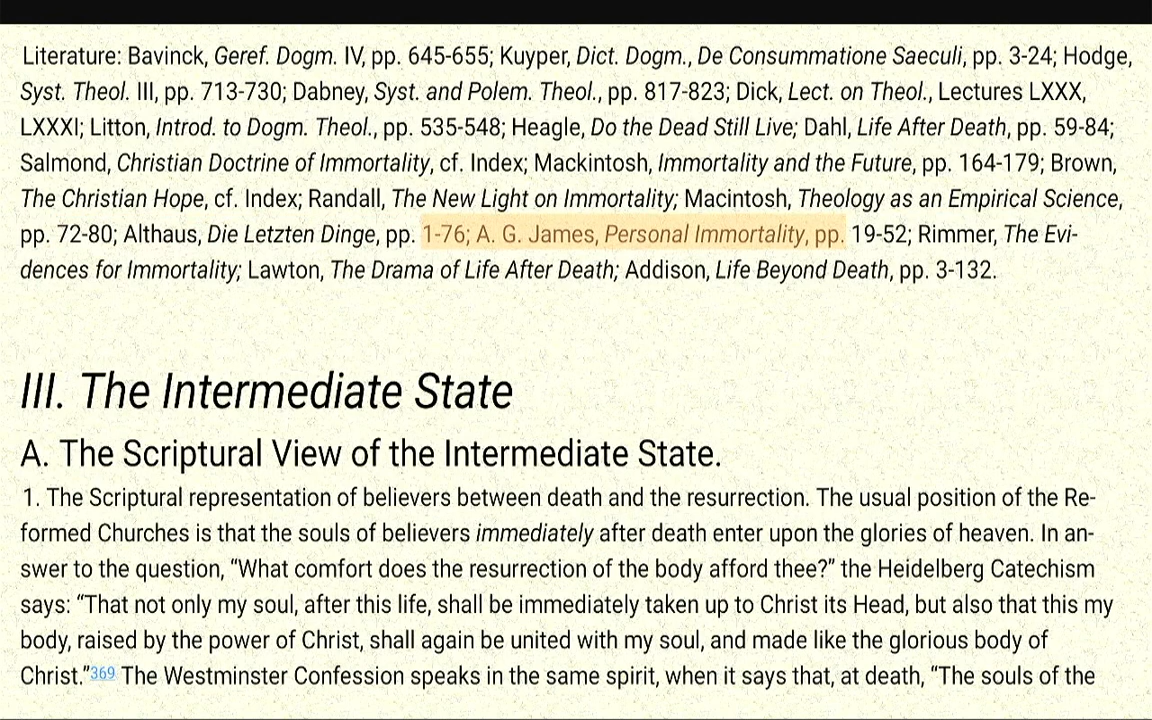 Literature: Bavinck, Geref. Dogm. IV, pp. 645-655; Kuyper, Dict. Dogm., De Consummatione Saeculi, pp. 3-24; Hodge,
Syst. Theol. III, pp. 713-730; Dabney, Syst. and Polem. Theol., pp. 817-823; Dick, Lect. on Theol., Lectures LXXX,
LXXXI; Litton, Introd. to Dogm. Theol., pp. 535-548; Heagle, Do the Dead Still Live; Dahl, Life After Death, pp. 59-84;
Salmond, Christian Doctrine of Immortality, cf. Index; Mackintosh, Immortality and the Future, pp. 164-179; Brown,
The Christian Hope, cf. Index; Randall, The New Light on Immortality; Macintosh, Theology as an Empirical Science,
pp. 72-80; Althaus, Die Letzten Dinge, pp. 1-76; A. G. James, Personal Immortality, pp. 19-52; Rimmer, The Evi-
dences for Immortality; Lawton, The Drama of Life After Death; Addison, Life Beyond Death, pp. 3-132.
III. The Intermediate State
A. The Scriptural View of the Intermediate State.
1. The Scriptural representation of believers between death and the resurrection. The usual position of the Re-
formed Churches is that the souls of believers immediately after death enter upon the glories of heaven. In an-
swer to the question, “What comfort does the resurrection of the body afford thee?” the Heidelberg Catechism
says: “That not only my soul, after this life, shall be immediately taken up to Christ its Head, but also that this my
body, raised by the power of Christ, shall again be united with my soul, and made like the glorious body of
Christ.”369 The Westminster Confession speaks in the same spirit, when it says that, at death, “The souls of the